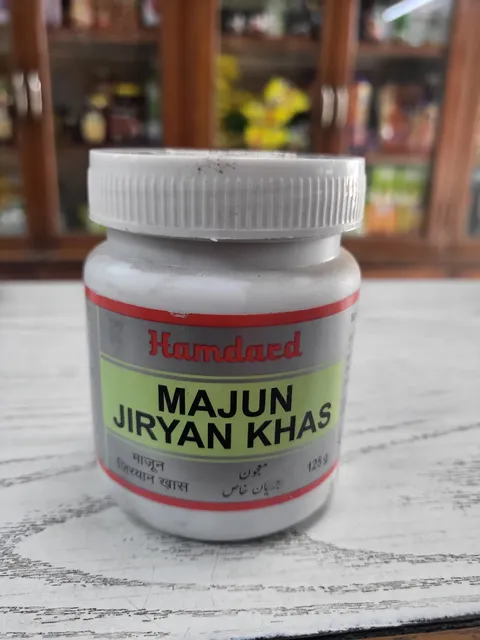 Hamdard
MAJUN
JIRYAN KHAS
माजून
जिरयान ख़ास
معجون
جریان خاص
125 g